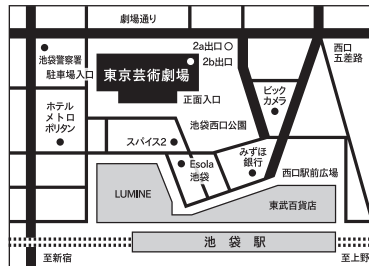 劇場通り
2a出口
2b出口
西口
五差路
池袋警察署
駐車場入口
東京芸術劇場
正面入口
ビック
カメラ
ホテル
メトロ
ポリタン
池袋西口公園
スパイス2
Esola
池袋
みずほ
銀行
西口駅前広場
LUMINE
東武百貨店
池袋駅
至新宿
至上野